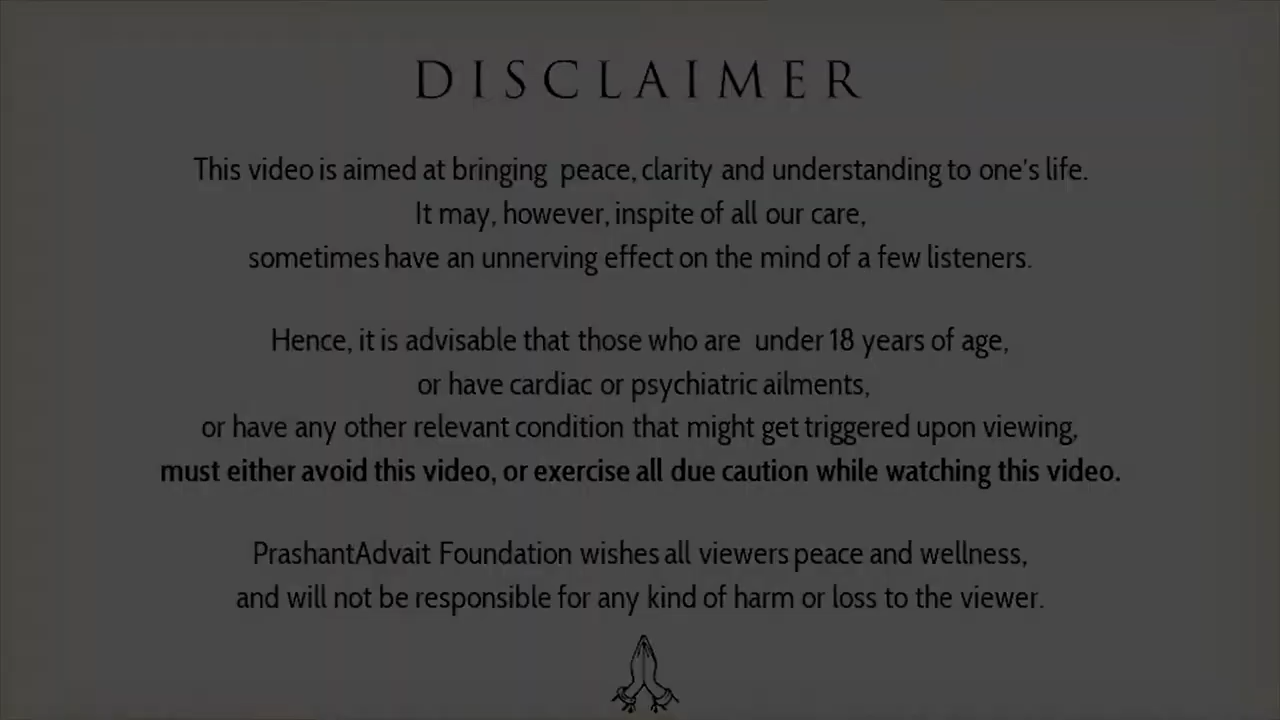 DISCLAIMER
This video is aimed at bringing peace, clarity and understanding to one's life.
It may, however, inspite of all our care,
sometimes have an unnerving effect on the mind of a few listeners.
Hence, it is advisable that those who are under 18 years of age,
or have cardiac or psychiatric ailments,
or have any other relevant condition that might get triggered upon viewing,
must either avoid this video, or exercise all due caution while watching this video.
PrashantAdvait Foundation wishes all viewers peace and wellness,
and will not be responsible for any kind of harm or loss to the viewer.